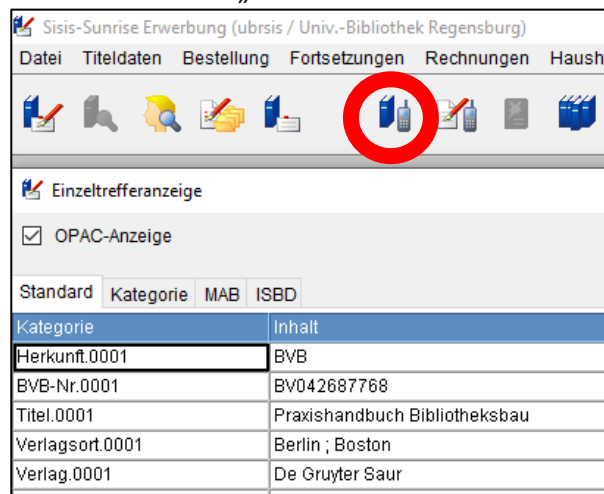 „
Sisis-Sunrise Erwerbung (ubrsis / Univ.-Bibliothek Regensburg)
Datei Titeldaten Bestellung Fortsetzungen Rechnungen Haush
Einzeltrefferanzeige
OPAC-Anzeige
Standard Kategorie MAB ISBD
Kategorie Inhalt
Herkunft.0001 BVB
BVB-Nr.0001 BV042687768
Titel.0001 Praxishandbuch Bibliotheksbau
Verlagsort.0001 Berlin ; Boston
Verlag.0001 De Gruyter Saur